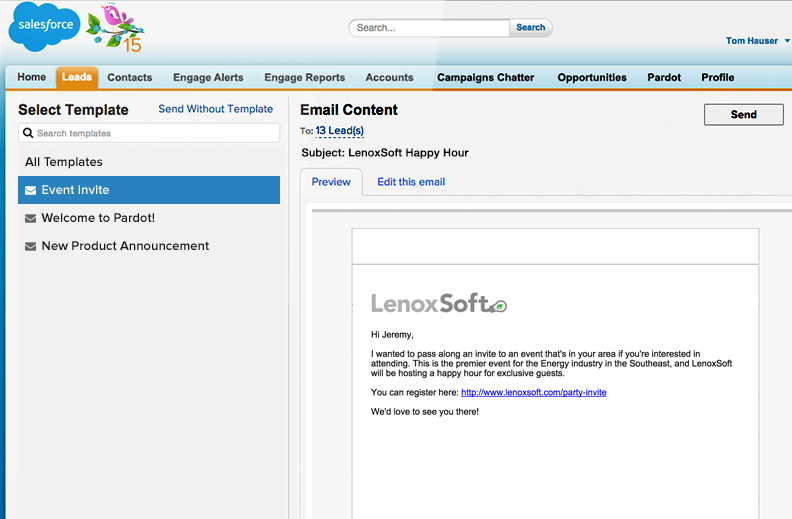 salesforce
15
Search...
Search
Tom Hauser
Home Leads Contacts Engage Alerts Engage Reports Accounts Campaigns Chatter Opportunities Pardot Profile
Select Template
Send Without Template
Search templates
All Templates
Event Invite
Welcome to Pardot!
New Product Announcement
Email Content
Send
To: 13 Lead(s)
Subject: LenoxSoft Happy Hour
Preview
Edit this email
LenoxSoft
Hi Jeremy,
I wanted to pass along an invite to an event that's in your area if you're interested in
attending. This is the premier event for the Energy industry in the Southeast, and LenoxSoft
will be hosting a happy hour for exclusive guests.
You can register here: http://www.lenoxsoft.com/party-invite
We'd love to see you there!